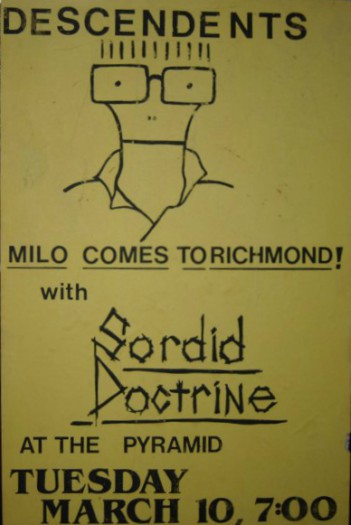 DESCENDENTS
MILO COMES TO RICHMOND!
with
Sordid
Doctrine
AT THE PYRAMID
TUESDAY
MARCH 10, 7:00